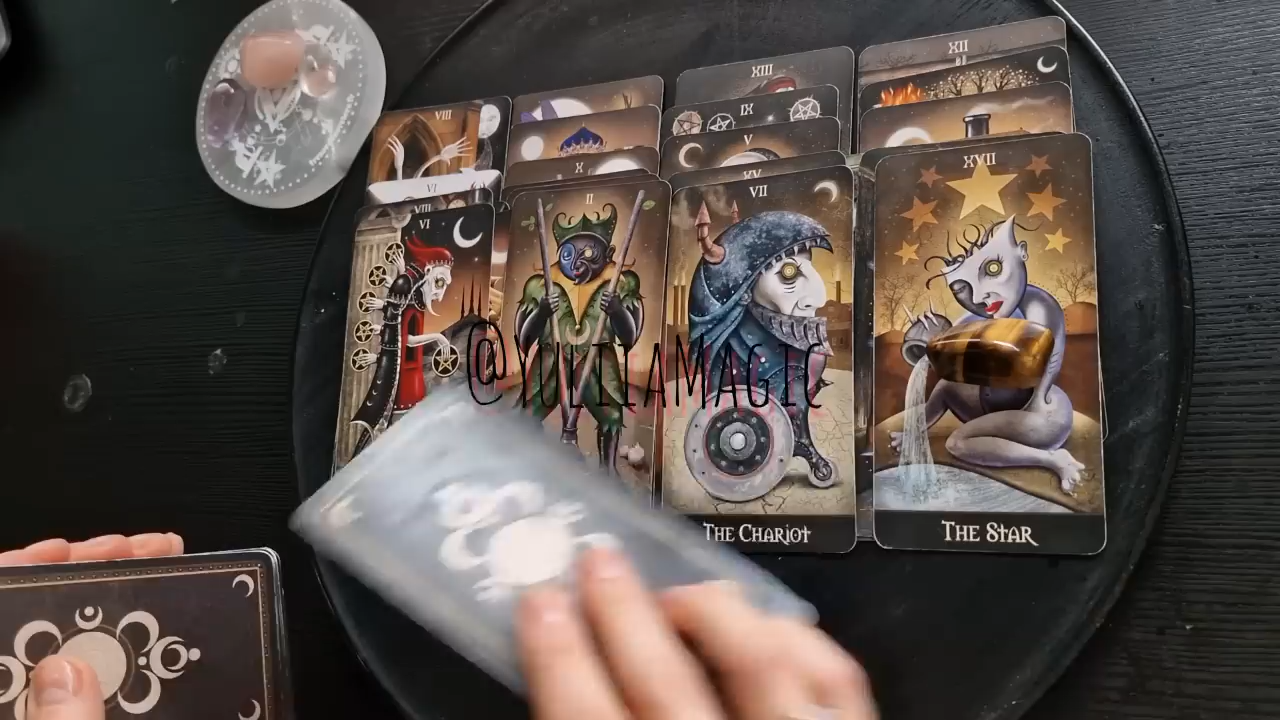 VIII
XIII
XII
IX
VI
X
V
VIII
XV
VI
II
VII
XVII
@YULIIAMAGIC
THE CHARIOT
THE STAR